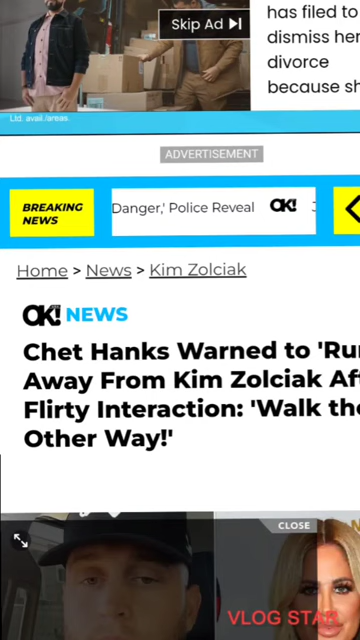 Skip Ad
has filed to
dismiss her
divorce
because sh
Ltd. avail./areas.
ADVERTISEMENT
BREAKING
NEWS
Danger,' Police Reveal OK!
Home > News > Kim Zolciak
OK! NEWS
Chet Hanks Warned to 'Run
Away From Kim Zolciak Aft
Flirty Interaction: 'Walk the
Other Way!'
CLOSE
VLOG STAR